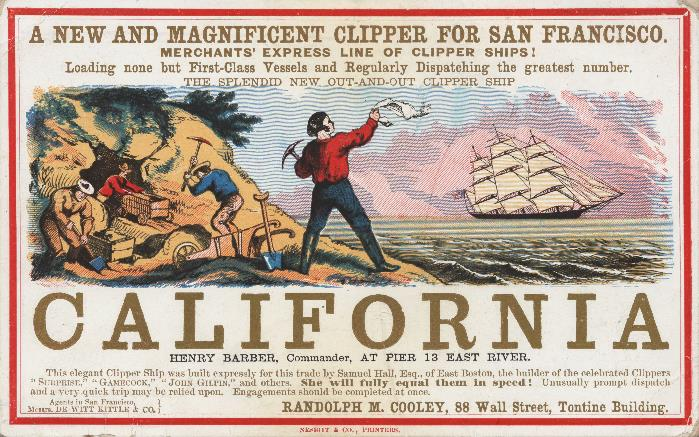 A NEW AND MAGNIFICENT CLIPPER FOR SAN FRANCISCO.
MERCHANTS' EXPRESS LINE OF CLIPPER SHIPS!
Loading none but First-Class Vessels and Regularly Dispatching the greatest number.
THE SPLENDID NEW OUT-AND-OUT CLIPPER SHIP
CALIFORNIA
HENRY BARBER, Commander, AT PIER 13 EAST RIVER.
This elegant Clipper Ship was built expressly for this trade by Samuel Hall, Esq., of East Boston, the builder of the celebrated Clippers
"SURPRISE," "GAMECOCK," "JOHN GILPIN," and others. She will fully equal them in speed! Unusually prompt dispatch
and a very quick trip may be relied upon. Engagements should be completed at once.
Agents in San Francisco,
Messrs. DE WITT KITTLE & CO.
RANDOLPH M. COOLEY, 88 Wall Street, Tontine Building.
NESBITT & CO., PRINTERS.